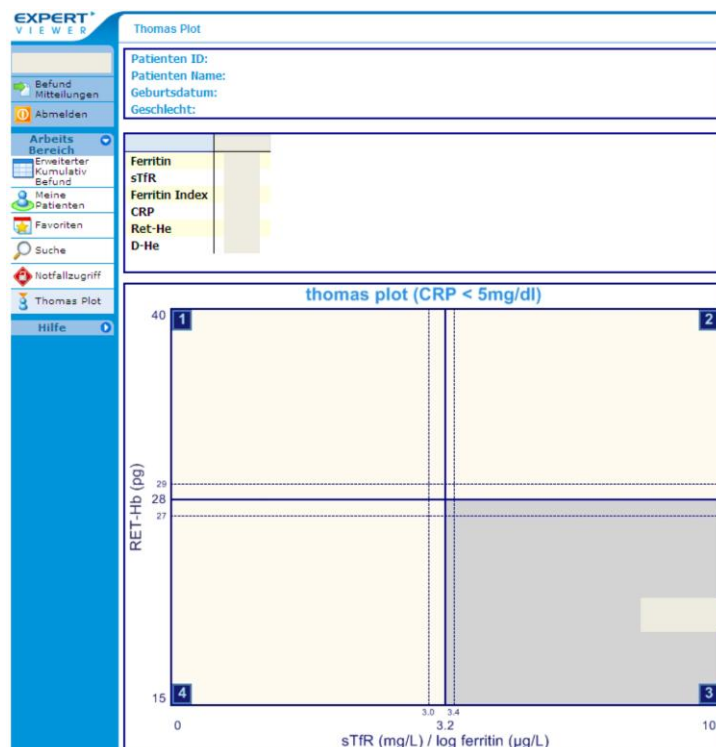 EXPERT
VIEWER
Thomas Plot
Patienten ID:
Patienten Name:
Geburtsdatum:
Geschlecht:
Befund
Mitteilungen
Abmelden
Arbeits
Bereich
Erweiterter
Kumulativ
Befund
Meine
Patienten
Favoriten
Suche
Notfallzugriff
Thomas Plot
Hilfe
Ferritin
sTfR
Ferritin Index
CRP
Ret-He
D-He
thomas plot (CRP < 5mg/dl)
40
1
2
RET-Hb (pg)
29
28
27
15
4
3
3.0
3.4
0
3.2
10
sTfR (mg/L) / log ferritin (µg/L)